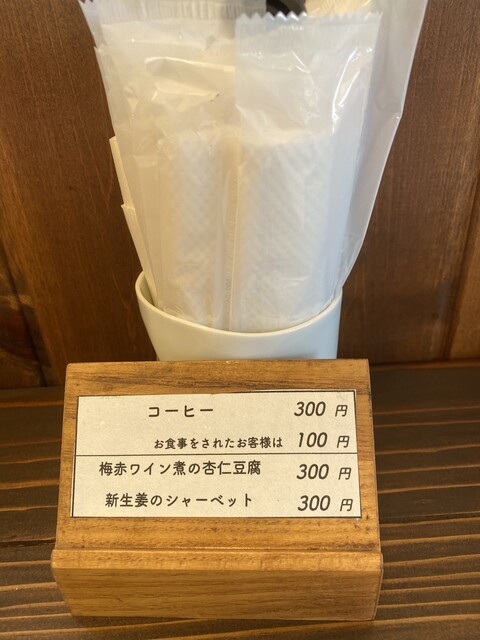 コーヒー 300 円
お食事をされたお客様は 100 円
梅赤ワイン煮の杏仁豆腐 300 円
新生姜のシャーベット 300 円